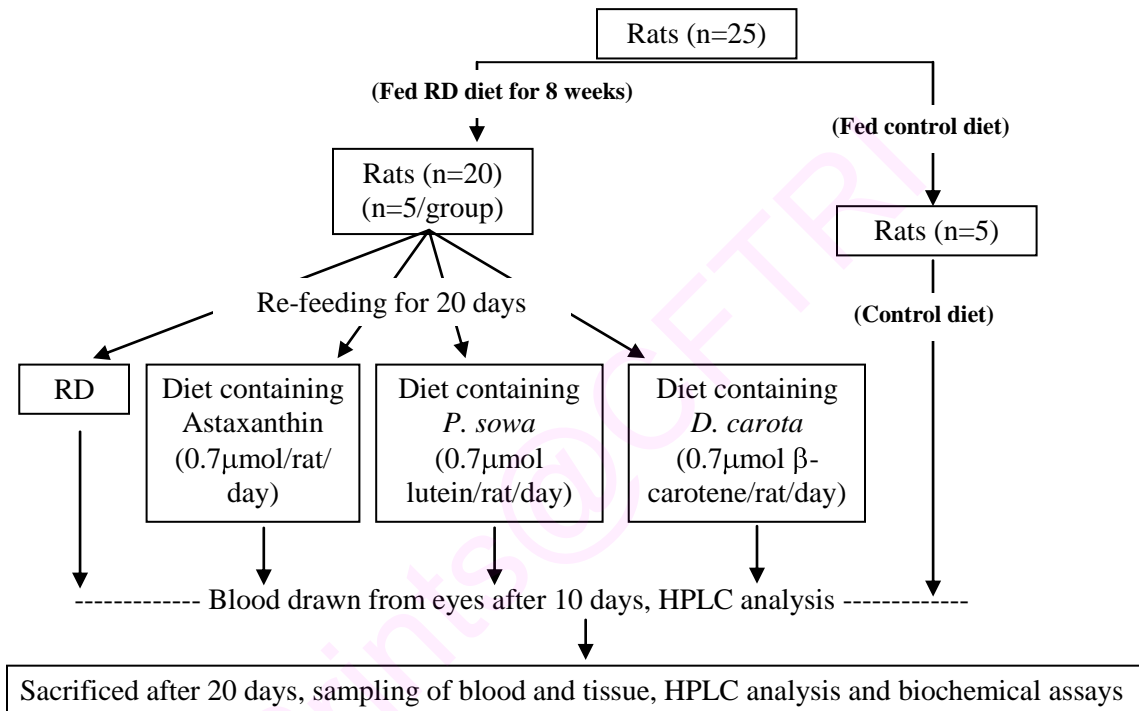 Rats (n=25)
(Fed RD diet for 8 weeks)
(Fed control diet)
Rats (n=20)
(n=5/group)
Rats (n=5)
Re-feeding for 20 days
(Control diet)
RD
Diet containing
Astaxanthin
(0.7μmol/rat/
day)
Diet containing
P. sowa
(0.7μmol
lutein/rat/day)
Diet containing
D. carota
(0.7μmol β-
carotene/rat/day)
Blood drawn from eyes after 10 days, HPLC analysis
Sacrificed after 20 days, sampling of blood and tissue, HPLC analysis and biochemical assays
rints@CFTRI